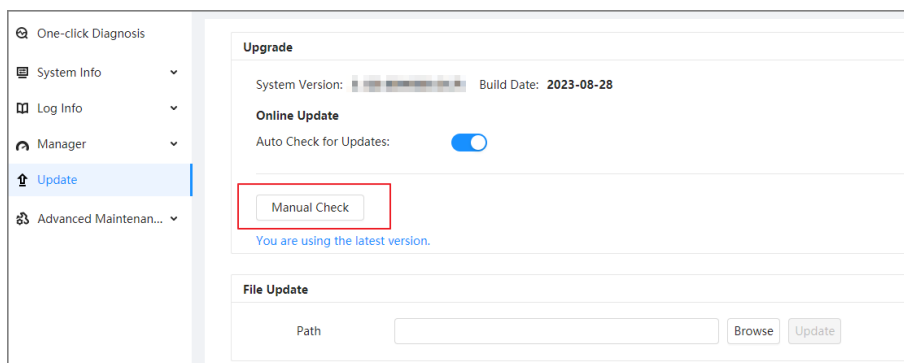 One-click Diagnosis
System Info
Log Info
Manager
Update
Advanced Maintenan...
Upgrade
System Version: Build Date: 2023-08-28
Online Update
Auto Check for Updates:
Manual Check
You are using the latest version.
File Update
Path Browse Update